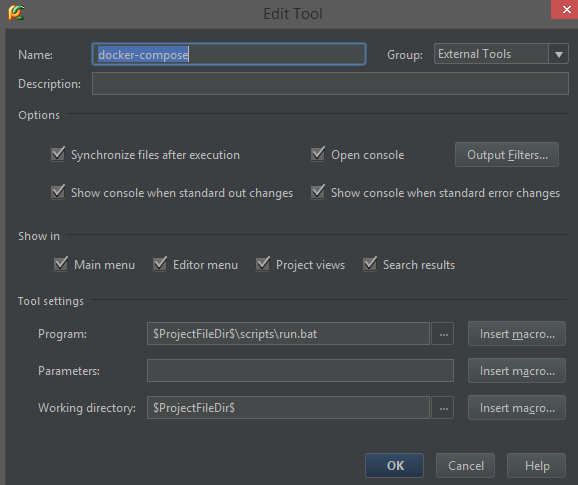 Edit Tool
Name: docker-compose Group: External Tools
Description:
Options
Synchronize files after execution Open console Output Filters...
Show console when standard out changes Show console when standard error changes
Show in
Main menu Editor menu Project views Search results
Tool settings
Program: $ProjectFileDir$\scripts\run.bat ... Insert macro...
Parameters: Insert macro...
Working directory: $ProjectFileDir$ ... Insert macro...
OK Cancel Help